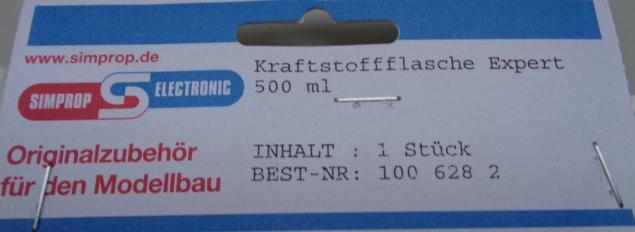 www.simprop.de
SIMPROP S ELECTRONIC
Originalzubehör
für den Modellbau
Kraftstoffflasche Expert
500 ml
INHALT : 1 Stück
BEST-NR: 100 628 2